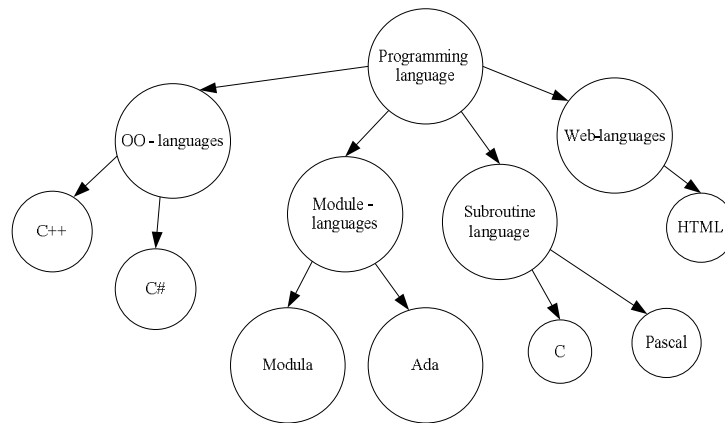 Programming
language
OO - languages
Web-languages
Module -
languages
Subroutine
language
C++
C#
HTML
Modula
Ada
C
Pascal